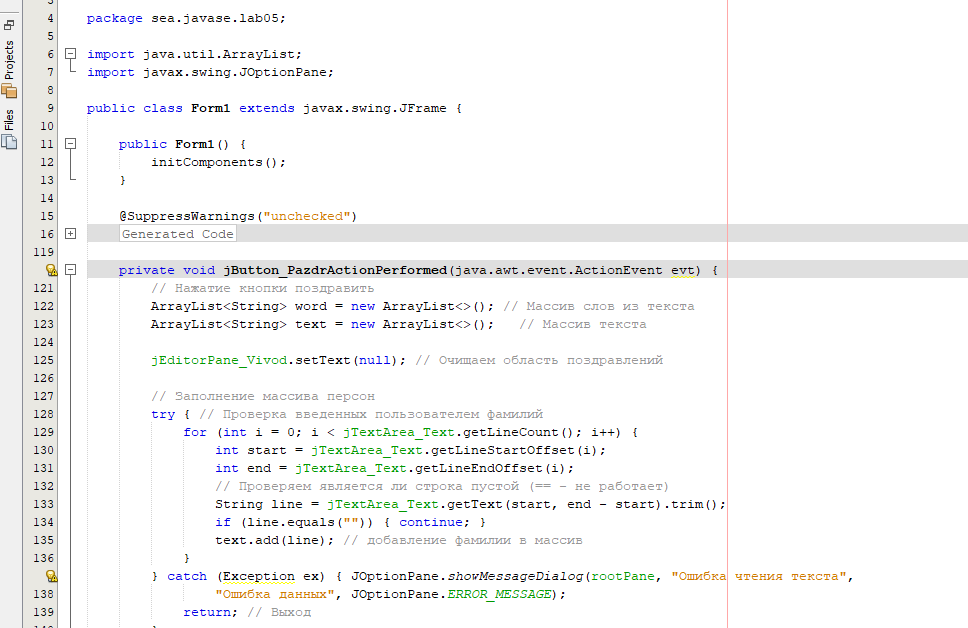 Projects
Files
3
4 package sea.javase.lab05;
5
6 import java.util.ArrayList;
7 import javax.swing.JOptionPane;
8
9 public class Form1 extends javax.swing.JFrame {
10
11 public Form1() {
12 initComponents();
13 }
14
15 @SuppressWarnings("unchecked")
16 Generated Code
119
private void jButton_PazdrActionPerformed(java.awt.event.ActionEvent evt) {
121 // Нажатие кнопки поздравить
122 ArrayList<String> word = new ArrayList<>(); // Массив слов из текста
123 ArrayList<String> text = new ArrayList<>(); // Массив текста
124
125 jEditorPane_Vivod.setText(null); // Очищаем область поздравлений
126
127 // Заполнение массива персон
128 try { // Проверка введенных пользователем фамилий
129 for (int i = 0; i < jTextArea_Text.getLineCount(); i++) {
130 int start = jTextArea_Text.getLineStartOffset(i);
131 int end = jTextArea_Text.getLineEndOffset(i);
132 // Проверяем является ли строка пустой (== - не работает)
133 String line = jTextArea_Text.getText(start, end - start).trim();
134 if (line.equals("")) { continue; }
135 text.add(line); // добавление фамилии в массив
136 }
} catch (Exception ex) { JOptionPane.showMessageDialog(rootPane, "Ошибка чтения текста",
138 "Ошибка данных", JOptionPane.ERROR_MESSAGE);
139 return; // Выход